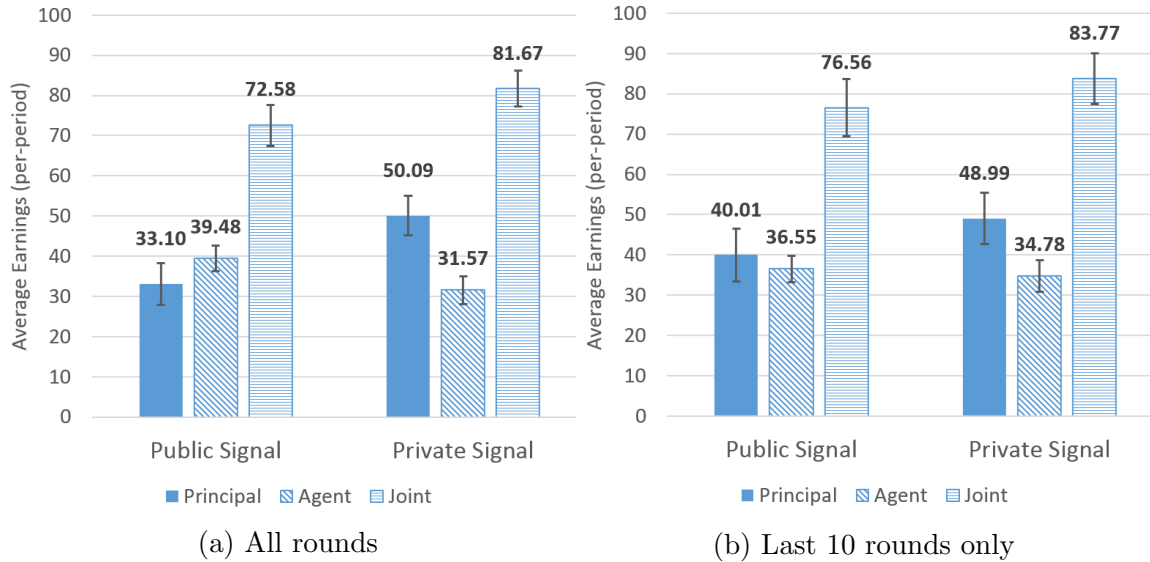 100
90
80
70
60
50
40
30
20
10
0
Average Earnings (per-period)
33.10
39.48
72.58
50.09
31.57
81.67
Public Signal
Private Signal
Principal
Agent
Joint
(a) All rounds
100
90
80
70
60
50
40
30
20
10
0
Average Earnings (per-period)
40.01
36.55
76.56
48.99
34.78
83.77
Public Signal
Private Signal
Principal
Agent
Joint
(b) Last 10 rounds only